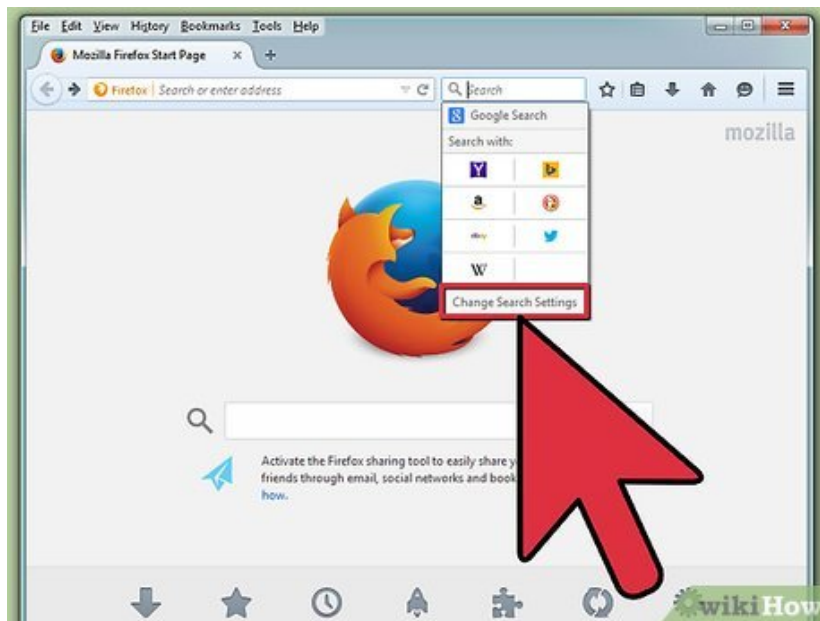 File Edit View History Bookmarks Tools Help
Mozilla Firefox Start Page × +
Firefox Search or enter address
Search
Google Search
mozilla
Search with:
Y b
a
ebay
W
Change Search Settings
Activate the Firefox sharing tool to easily share
friends through email, social networks and book
how.
wikiHow